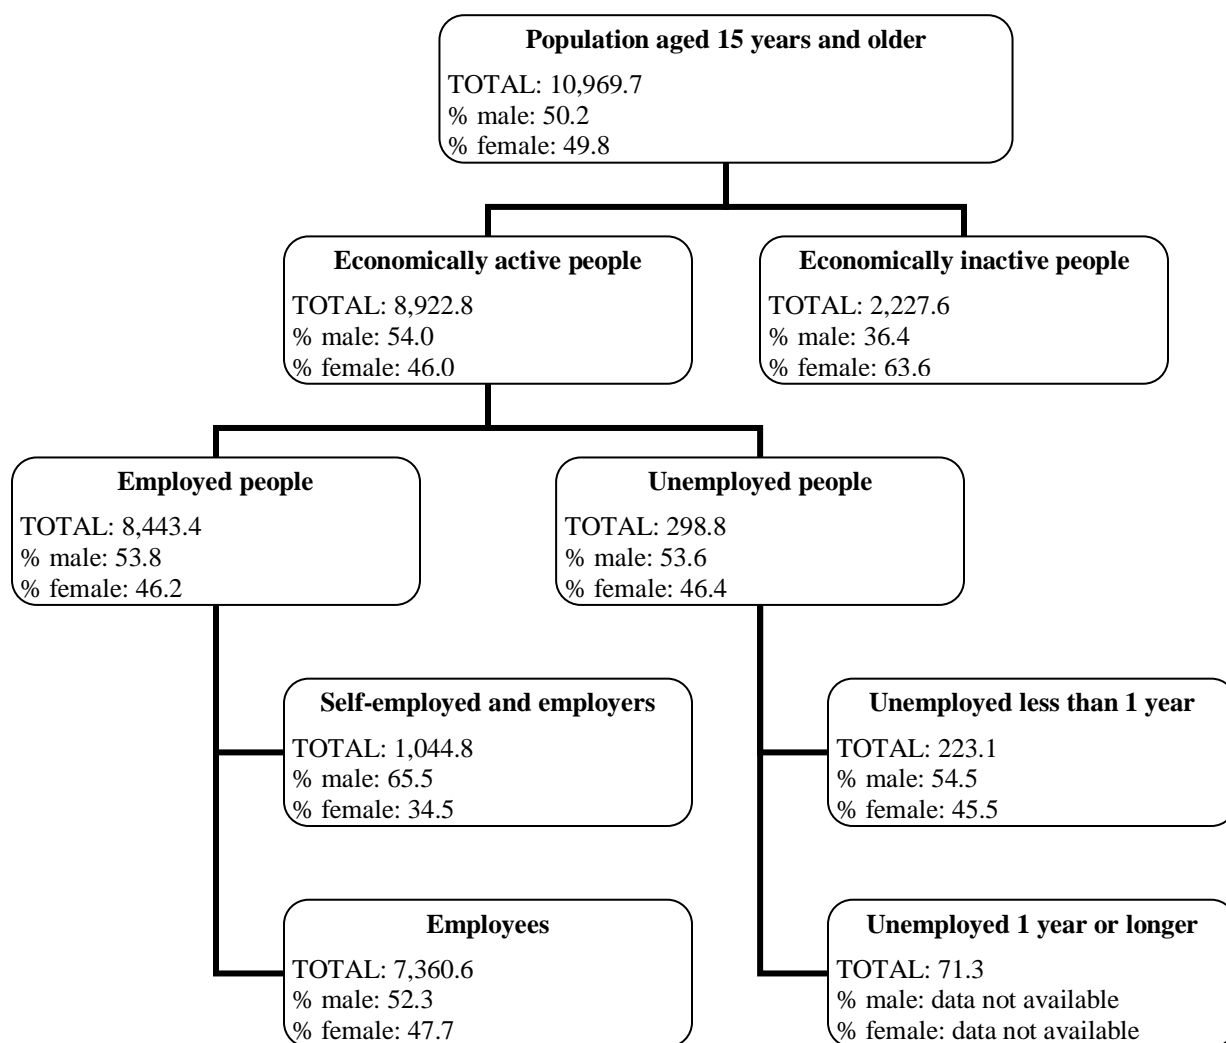 Population aged 15 years and older
TOTAL: 10,969.7
% male: 50.2
% female: 49.8
Economically active people
TOTAL: 8,922.8
% male: 54.0
% female: 46.0
Economically inactive people
TOTAL: 2,227.6
% male: 36.4
% female: 63.6
Employed people
TOTAL: 8,443.4
% male: 53.8
% female: 46.2
Unemployed people
TOTAL: 298.8
% male: 53.6
% female: 46.4
Self-employed and employers
TOTAL: 1,044.8
% male: 65.5
% female: 34.5
Unemployed less than 1 year
TOTAL: 223.1
% male: 54.5
% female: 45.5
Employees
TOTAL: 7,360.6
% male: 52.3
% female: 47.7
Unemployed 1 year or longer
TOTAL: 71.3
% male: data not available
% female: data not available